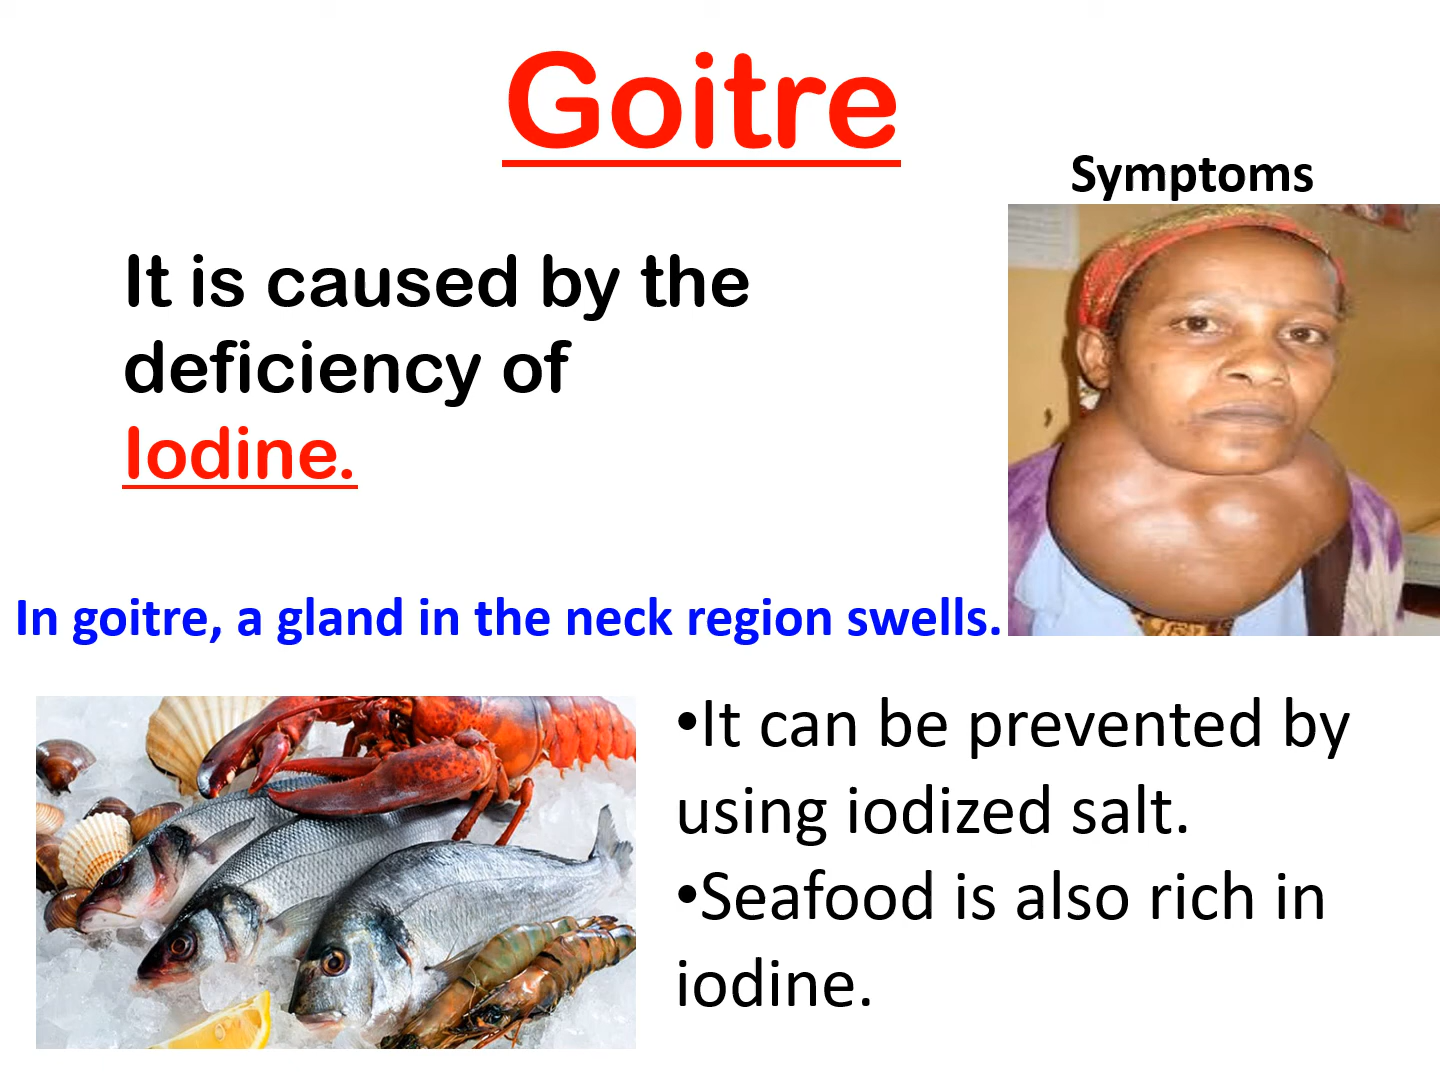 Goitre
Symptoms
It is caused by the
deficiency of
Iodine.
In goitre, a gland in the neck region swells.
•It can be prevented by
using iodized salt.
•Seafood is also rich in
iodine.